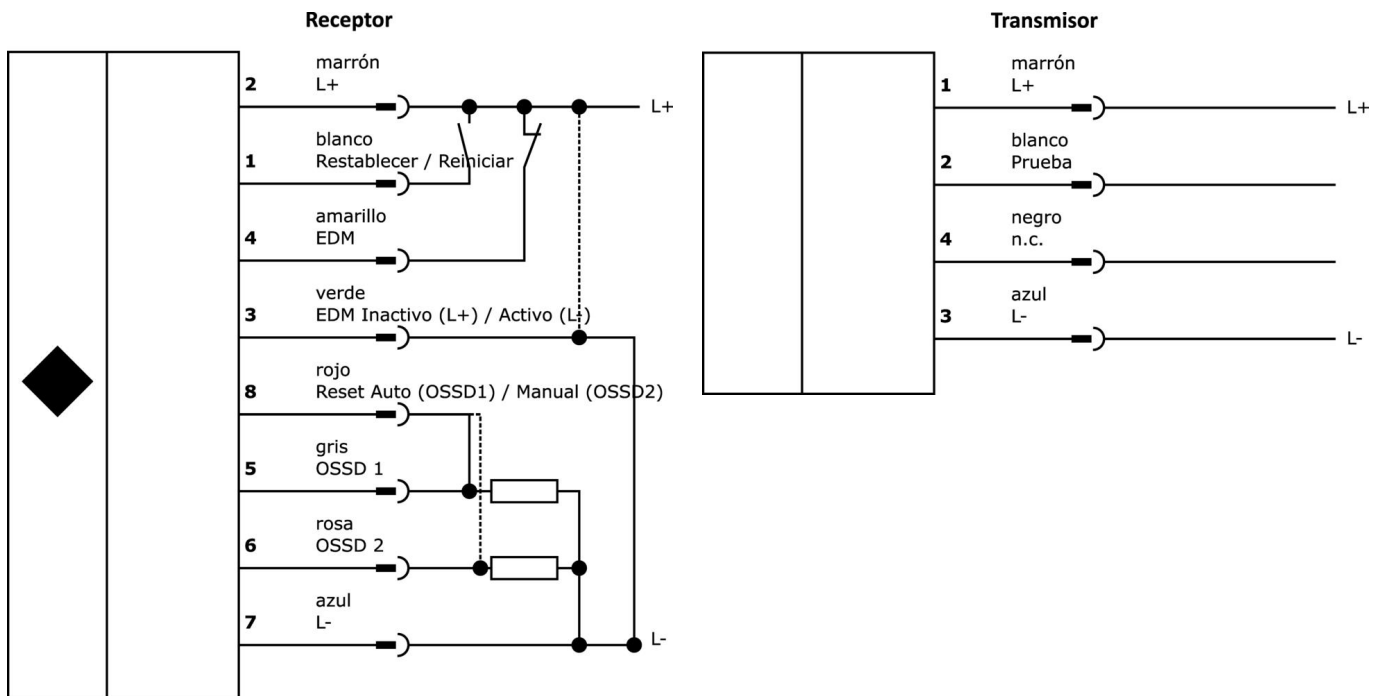 Receptor
2
marrón
L+
L+
1
blanco
Restablecer / Reiniciar
4
amarillo
EDM
3
verde
EDM Inactivo (L+) / Activo (L-)
8
rojo
Reset Auto (OSSD1) / Manual (OSSD2)
5
gris
OSSD 1
6
rosa
OSSD 2
7
azul
L-
L-
Transmisor
1
marrón
L+
L+
2
blanco
Prueba
4
negro
n.c.
3
azul
L-
L-